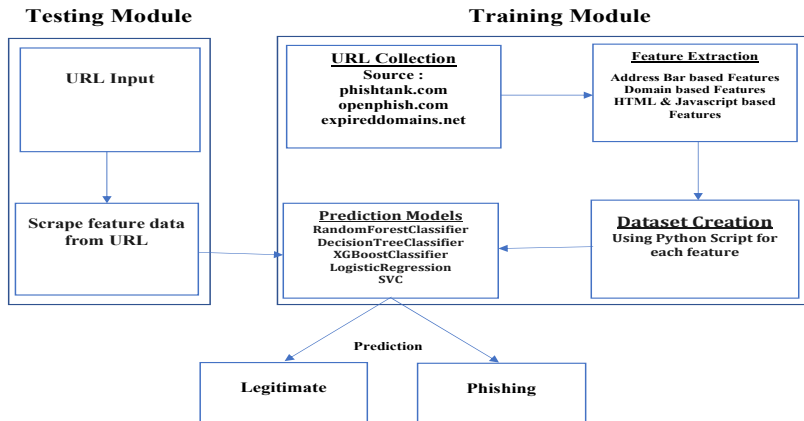 Testing Module
Training Module
URL Input
Scrape feature data
from URL
URL Collection
Source :
phishtank.com
openphish.com
expireddomains.net
Feature Extraction
Address Bar based Features
Domain based Features
HTML & Javascript based
Features
Prediction Models
RandomForestClassifier
DecisionTreeClassifier
XGBoostClassifier
LogisticRegression
SVC
Dataset Creation
Using Python Script for
each feature
Prediction
Legitimate
Phishing